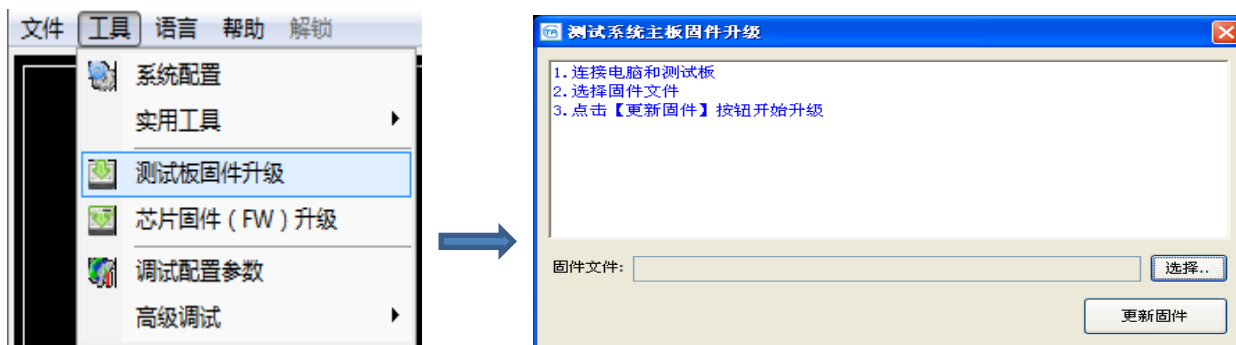 文件 工具 语言 帮助 解锁
系统配置
实用工具
测试板固件升级
芯片固件（FW）升级
调试配置参数
高级调试
测试系统主板固件升级
1.连接电脑和测试板
2.选择固件文件
3.点击【更新固件】按钮开始升级
固件文件:
选择..
更新固件